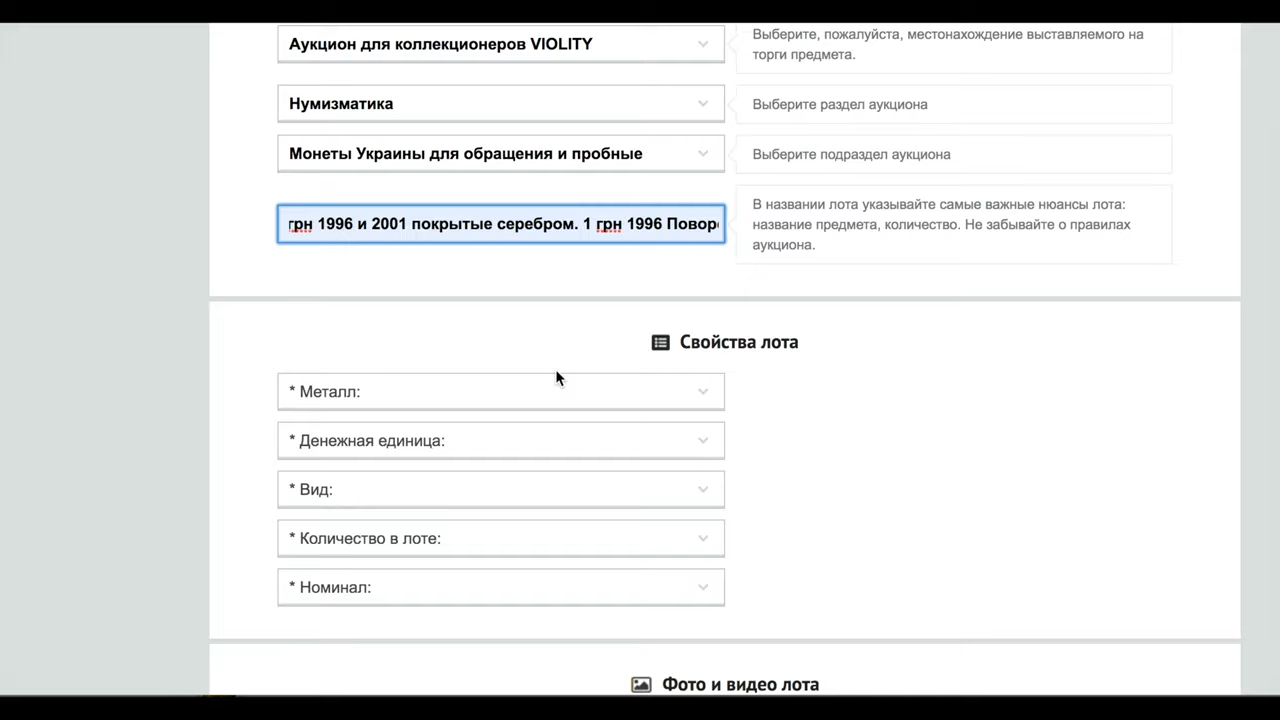 Аукцион для коллекционеров VIOLITY
Выберите, пожалуйста, местонахождение выставляемого на
торги предмета.
Нумизматика
Выберите раздел аукциона
Монеты Украины для обращения и пробные
Выберите подраздел аукциона
грн 1996 и 2001 покрытые серебром. 1 грн 1996
В названии лота указывайте самые важные нюансы лота:
название предмета, количество. Не забывайте о правилах
аукциона.
Свойства лота
* Металл:
* Денежная единица:
* Вид:
* Количество в лоте:
* Номинал:
Фото и видео лота